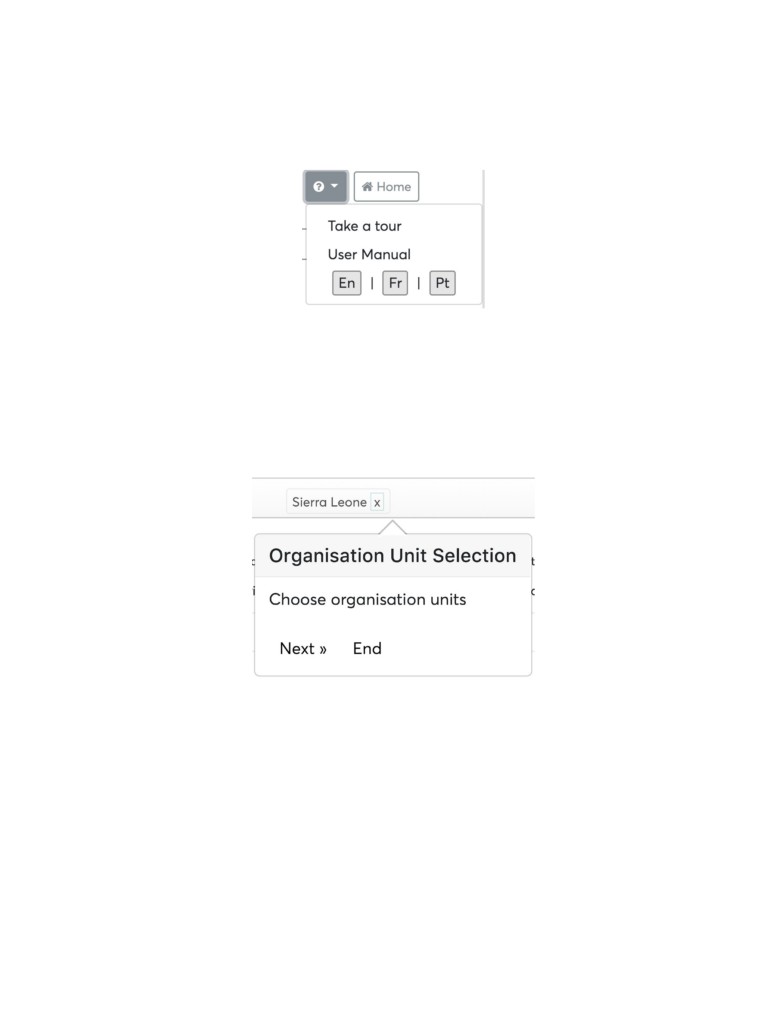 Home
Take a tour
User Manual
En | Fr | Pt
Sierra Leone x
Organisation Unit Selection
Choose organisation units
Next » End